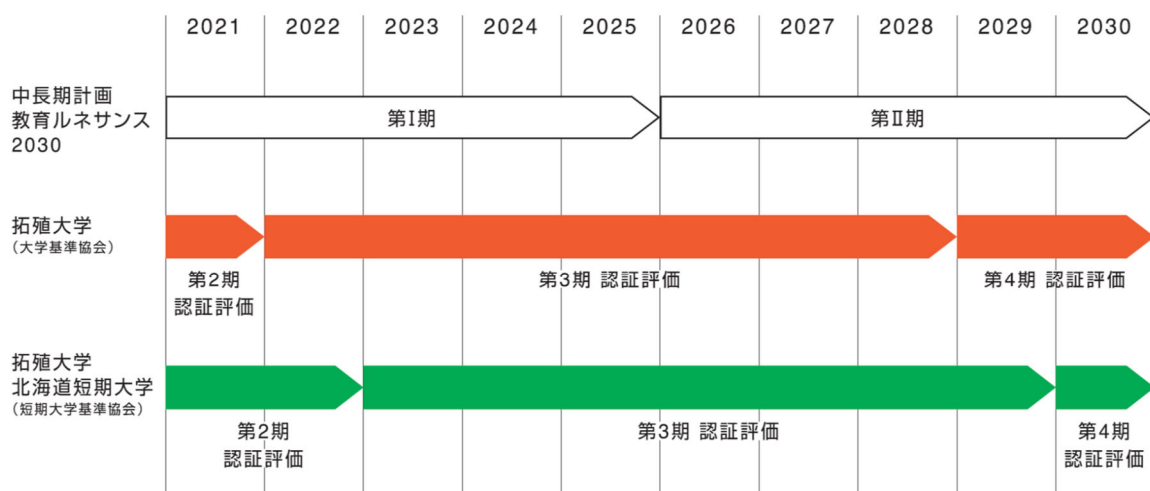 2021 2022 2023 2024 2025 2026 2027 2028 2029 2030
中長期計画
教育ルネサンス
2030
第Ⅰ期 第Ⅱ期
拓殖大学
（大学基準協会）
第2期
認証評価
第3期 認証評価
第4期 認証評価
拓殖大学
北海道短期大学
（短期大学基準協会）
第2期
認証評価
第3期 認証評価
第4期
認証評価